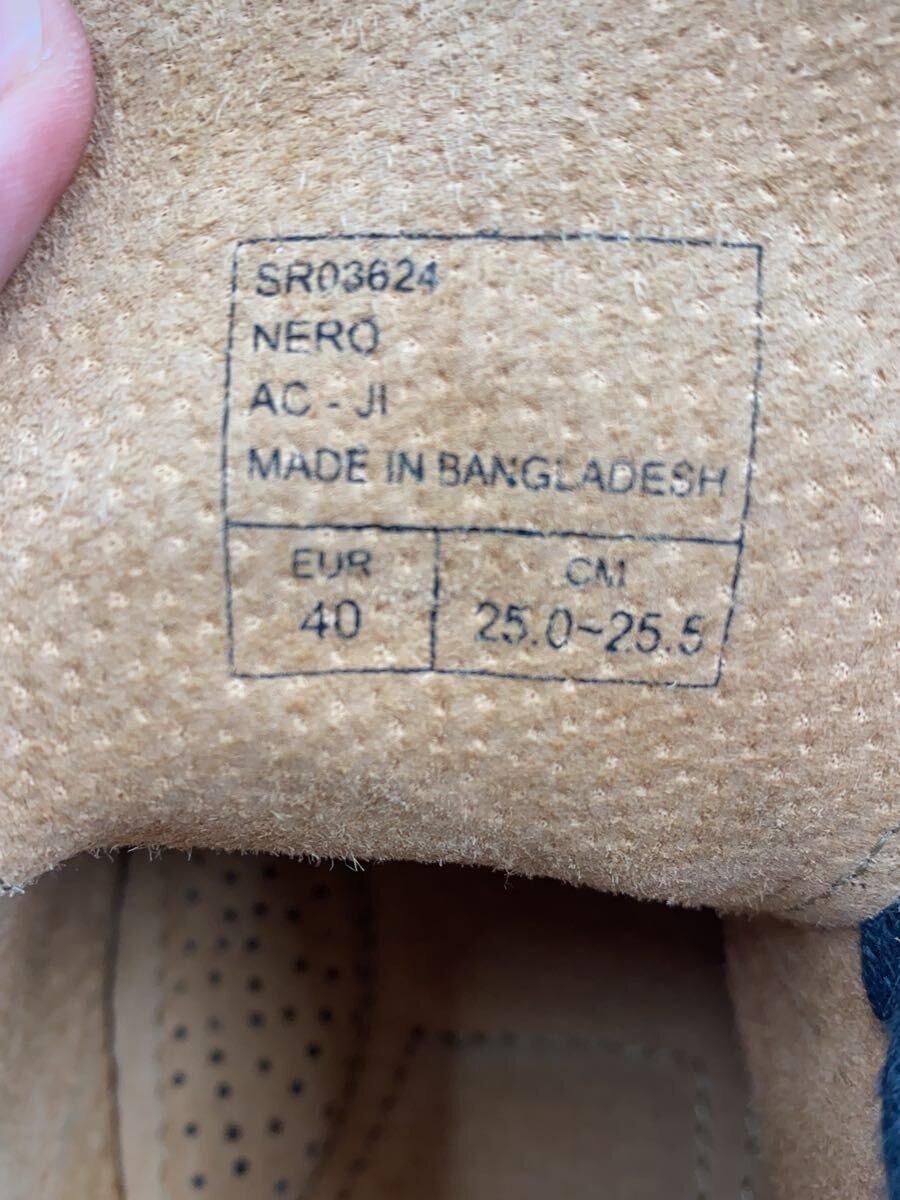 SR03624
NERO
AC - JI
MADE IN BANGLADESH
EUR CM
40 25.0~25.5